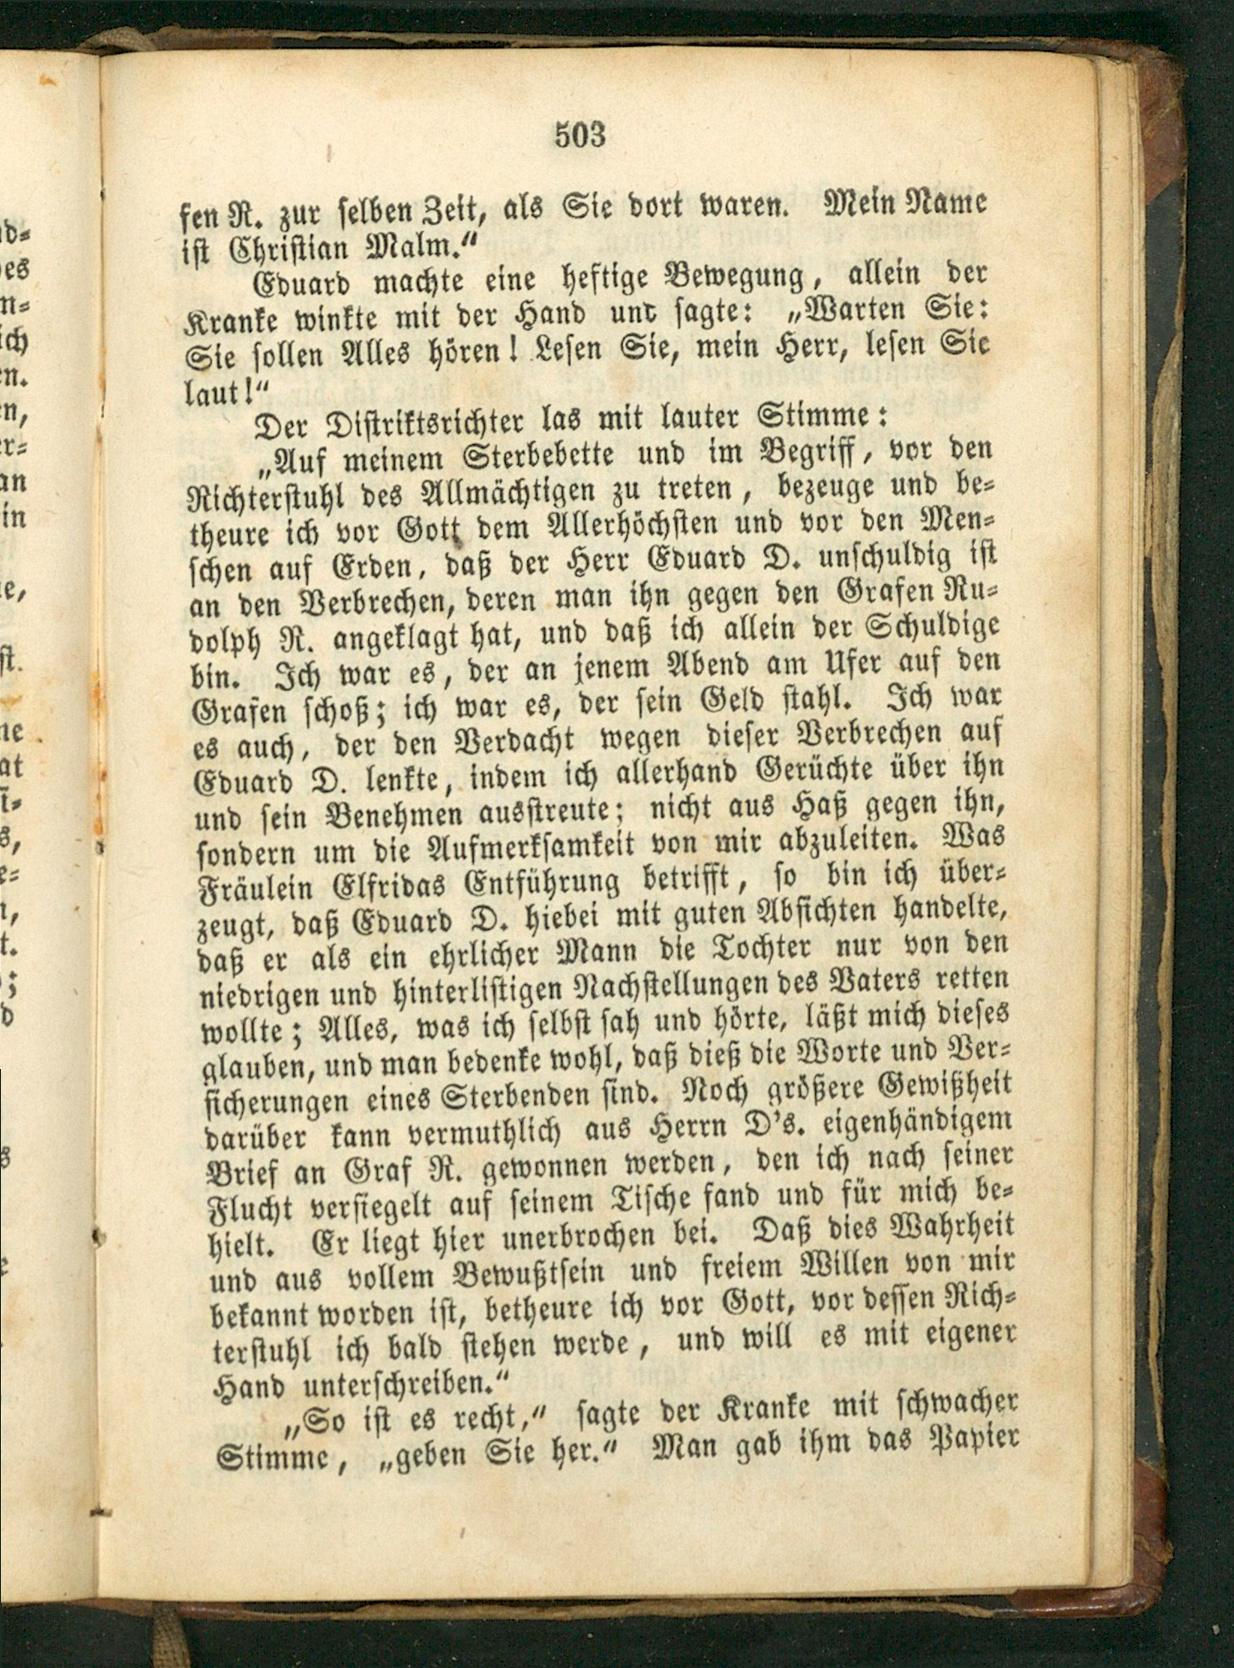 503
fen R. zur selben Zeit, als Sie dort waren. Mein Name
ist Christian Malm.“
Eduard machte eine heftige Bewegung, allein der
Kranke winkte mit der Hand und sagte: „Warten Sie:
Sie sollen Alles hören! Lesen Sie, mein Herr, lesen Sie
laut!“
Der Distriktsrichter las mit lauter Stimme:
„Auf meinem Sterbebette und im Begriff, vor den
Richterstuhl des Allmächtigen zu treten, bezeuge und be-
theure ich vor Gott dem Allerhöchsten und vor den Men-
schen auf Erden, daß der Herr Eduard D. unschuldig ist
an den Verbrechen, deren man ihn gegen den Grafen Ru-
dolph R. angeklagt hat, und daß ich allein der Schuldige
bin. Ich war es, der an jenem Abend am Ufer auf den
Grafen schoß; ich war es, der sein Geld stahl. Ich war
es auch, der den Verdacht wegen dieser Verbrechen auf
Eduard D. lenkte, indem ich allerhand Gerüchte über ihn
und sein Benehmen ausstreute; nicht aus Haß gegen ihn,
sondern um die Aufmerksamkeit von mir abzuleiten. Was
Fräulein Elfridas Entführung betrifft, so bin ich über-
zeugt, daß Eduard D. hiebei mit guten Absichten handelte,
daß er als ein ehrlicher Mann die Tochter nur von den
niedrigen und hinterlistigen Nachstellungen des Vaters retten
wollte; Alles, was ich selbst sah und hörte, läßt mich dieses
glauben, und man bedenke wohl, daß dieß die Worte und Ver-
sicherungen eines Sterbenden sind. Noch größere Gewißheit
darüber kann vermuthlich aus Herrn D's. eigenhändigem
Brief an Graf R. gewonnen werden, den ich nach seiner
Flucht versiegelt auf seinem Tische fand und für mich be-
hielt. Er liegt hier unerbrochen bei. Daß dies Wahrheit
und aus vollem Bewußtsein und freiem Willen von mir
bekannt worden ist, betheure ich vor Gott, vor dessen Rich-
terstuhl ich bald stehen werde, und will es mit eigener
Hand unterschreiben.“
„So ist es recht,“ sagte der Kranke mit schwacher
Stimme, „geben Sie her.“ Man gab ihm das Papier